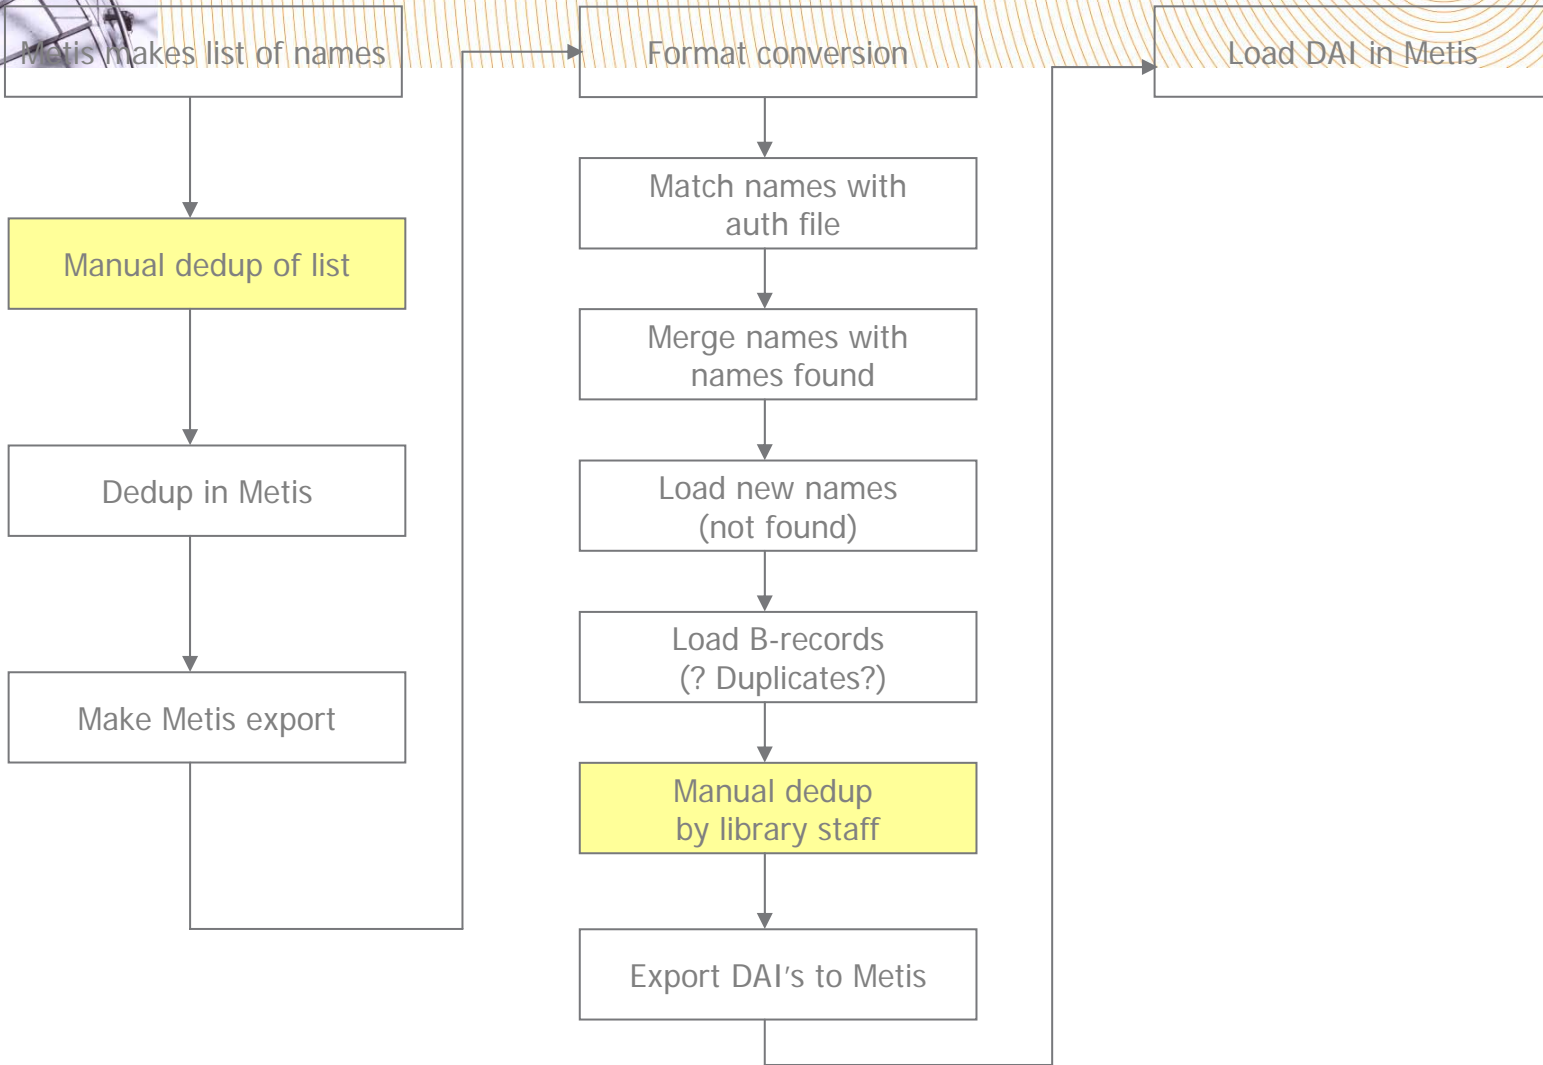 Metis makes list of names
Manual dedup of list
Dedup in Metis
Make Metis export
Format conversion
Match names with
auth file
Merge names with
names found
Load new names
(not found)
Load B-records
(? Duplicates?)
Manual dedup
by library staff
Export DAI's to Metis
Load DAI in Metis